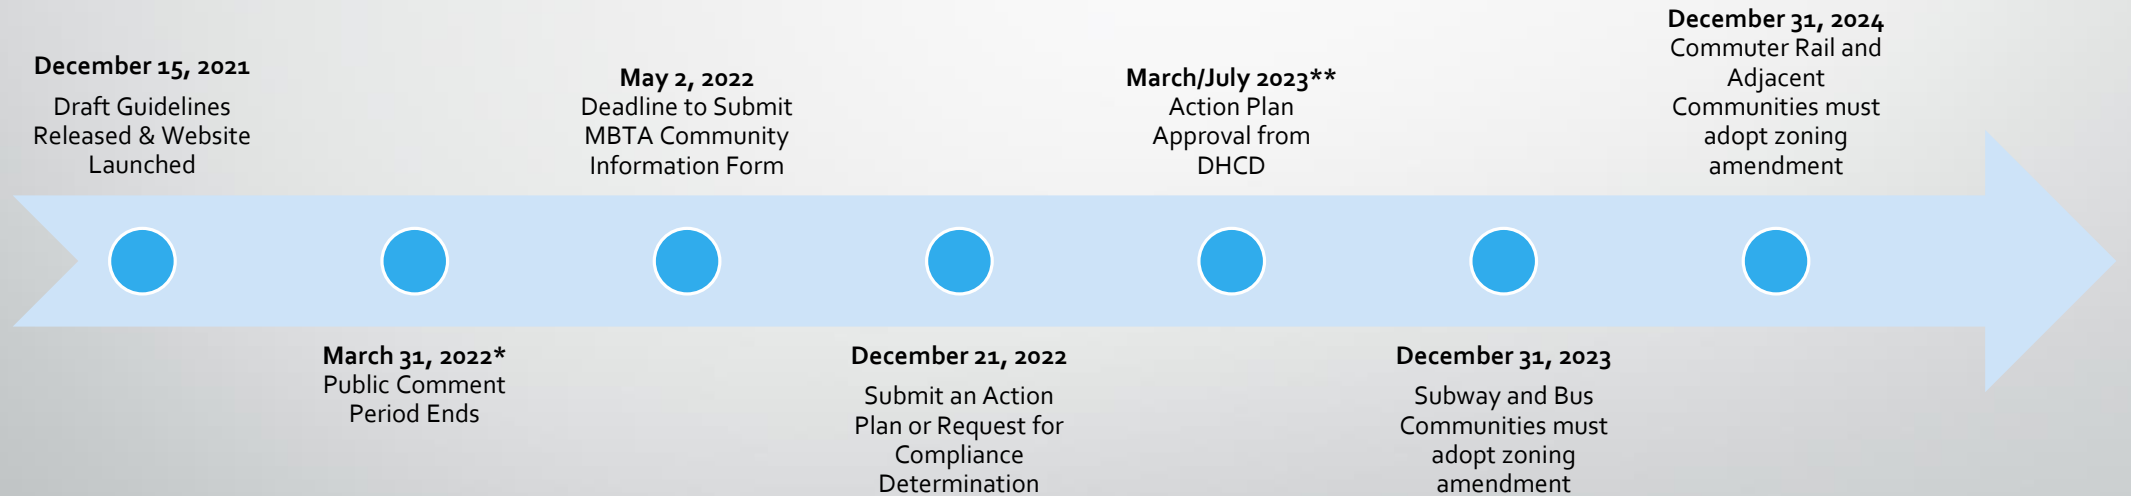 December 15, 2021
Draft Guidelines
Released & Website
Launched
March 31, 2022*
Public Comment
Period Ends
May 2, 2022
Deadline to Submit
MBTA Community
Information Form
December 21, 2022
Submit an Action
Plan or Request for
Compliance
Determination
March/July 2023**
Action Plan
Approval from
DHCD
December 31, 2023
Subway and Bus
Communities must
adopt zoning
amendment
December 31, 2024
Commuter Rail and
Adjacent
Communities must
adopt zoning
amendment